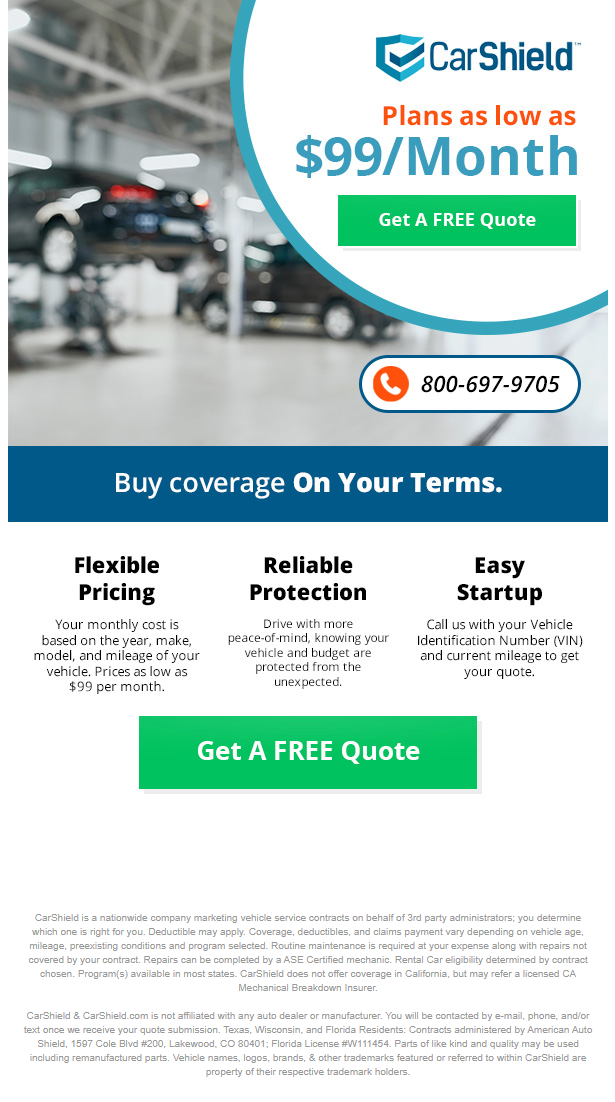 CarShield™
Plans as low as
$99/Month
Get A FREE Quote
800-697-9705
Buy coverage On Your Terms.
Flexible
Pricing
Your monthly cost is
based on the year, make,
model, and mileage of your
vehicle. Prices as low as
$99 per month.
Reliable
Protection
Drive with more
peace-of-mind, knowing your
vehicle and budget are
protected from the
unexpected.
Easy
Startup
Call us with your Vehicle
Identification Number (VIN)
and current mileage to get
your quote.
Get A FREE Quote
CarShield is a nationwide company marketing vehicle service contracts on behalf of 3rd party administrators; you determine
which one is right for you. Deductible may apply. Coverage, deductibles, and claims payment vary depending on vehicle age,
mileage, preexisting conditions and program selected. Routine maintenance is required at your expense along with repairs not
covered by your contract. Repairs can be completed by a ASE Certified mechanic. Rental Car eligibility determined by contract
chosen. Program(s) available in most states. CarShield does not offer coverage in California, but may refer a licensed CA
Mechanical Breakdown Insurer.
CarShield & CarShield.com is not affiliated with any auto dealer or manufacturer. You will be contacted by e-mail, phone, and/or
text once we receive your quote submission. Texas, Wisconsin, and Florida Residents: Contracts administered by American Auto
Shield, 1597 Cole Blvd #200, Lakewood, CO 80401; Florida License #W111454. Parts of like kind and quality may be used
including remanufactured parts. Vehicle names, logos, brands, & other trademarks featured or referred to within CarShield are
property of their respective trademark holders.